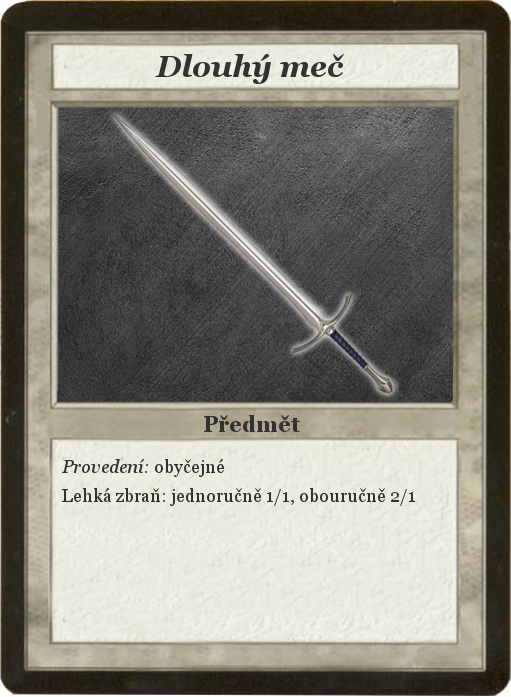 Dlouhý meč
Předmět
Provedení: obyčejné
Lehká zbraň: jednoručně 1/1, obouručně 2/1